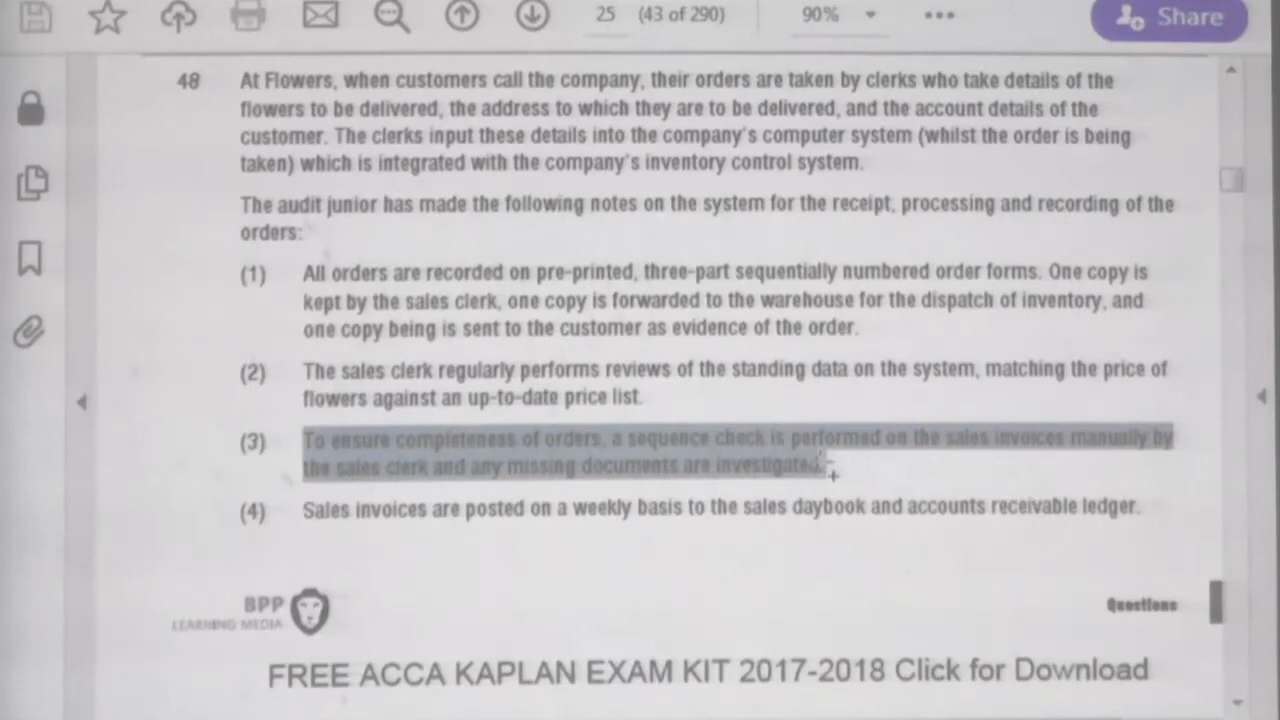 25 (43 of 290) 90% Share
48 At Flowers, when customers call the company, their orders are taken by clerks who take details of the
flowers to be delivered, the address to which they are to be delivered, and the account details of the
customer. The clerks input these details into the company's computer system (whilst the order is being
taken) which is integrated with the company's inventory control system.
The audit junior has made the following notes on the system for the receipt, processing and recording of the
orders:
(1) All orders are recorded on pre-printed, three-part sequentially numbered order forms. One copy is
kept by the sales clerk, one copy is forwarded to the warehouse for the dispatch of inventory, and
one copy being is sent to the customer as evidence of the order.
(2) The sales clerk regularly performs reviews of the standing data on the system, matching the price of
flowers against an up-to-date price list.
(3) To ensure completeness of orders, a sequence check is performed on the sales invoices manually by
the sales clerk and any missing documents are investigated.
(4) Sales invoices are posted on a weekly basis to the sales daybook and accounts receivable ledger.
BPP
LEARNING MEDIA
Questions
FREE ACCA KAPLAN EXAM KIT 2017-2018 Click for Download